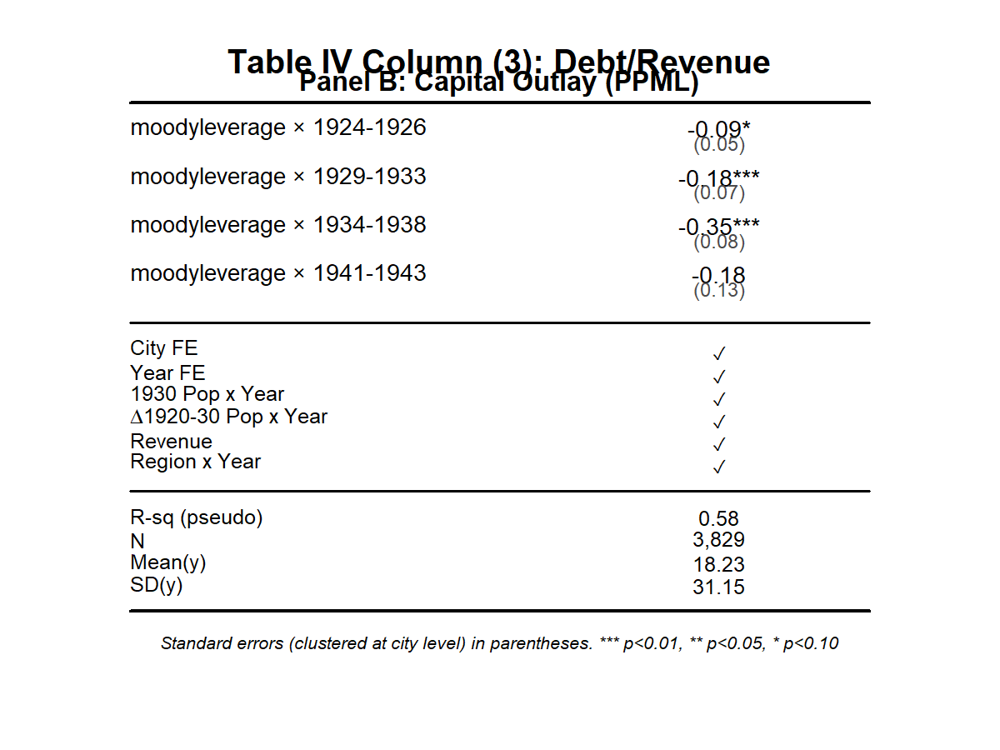 Table IV Column (3): Debt/Revenue
Panel B: Capital Outlay (PPML)
moodyleverage × 1924-1926 -0.09*
(0.05)
moodyleverage × 1929-1933 -0.18***
(0.07)
moodyleverage × 1934-1938 -0.35***
(0.08)
moodyleverage × 1941-1943 -0.18
(0.13)
City FE ✓
Year FE ✓
1930 Pop x Year ✓
Δ1920-30 Pop x Year ✓
Revenue ✓
Region x Year ✓
R-sq (pseudo) 0.58
N 3,829
Mean(y) 18.23
SD(y) 31.15
Standard errors (clustered at city level) in parentheses. *** p<0.01, ** p<0.05, * p<0.10